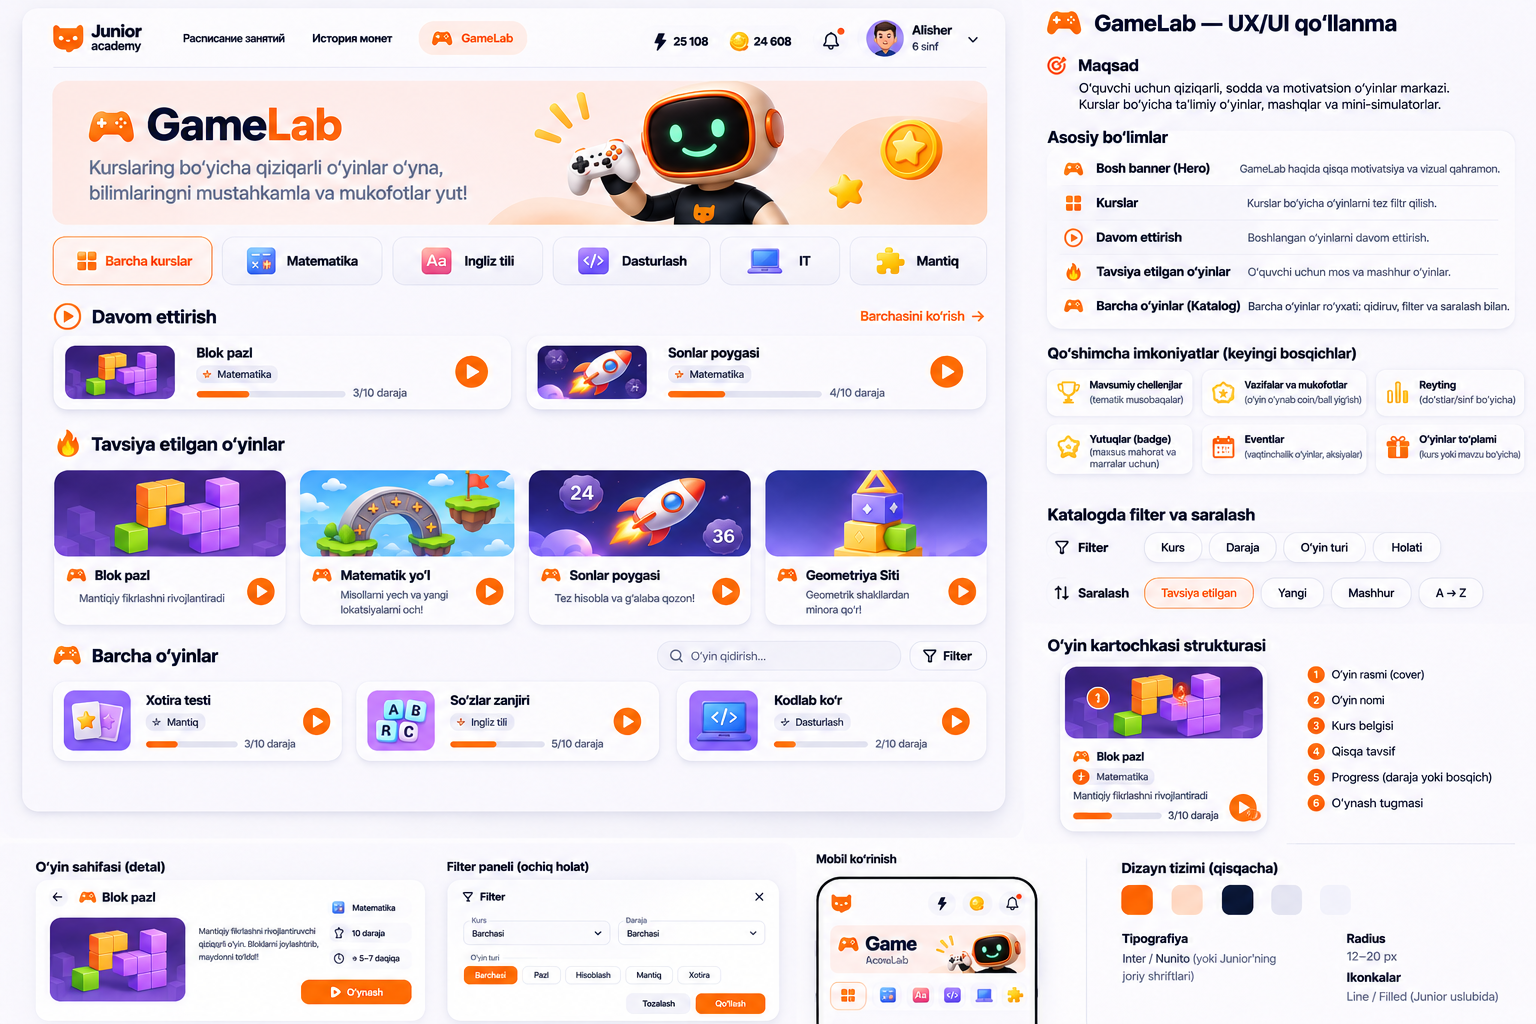 Junior
academy
Расписание занятий
История монет
GameLab
25 108
24 608
Alisher
6 sinf
GameLab
Kurslaring bo‘yicha qiziqarli o‘yinlar o‘yna,
bilimlaringni mustahkamla va mukofotlar yut!
Barcha kurslar
Matematika
Aa
Ingliz tili
</>
Dasturlash
IT
Mantiq
Davom ettirish
Barchasini ko‘rish →
Blok pazl
Matematika
3/10 daraja
Sonlar poygasi
Matematika
4/10 daraja
Tavsiya etilgan o‘yinlar
24
36
Blok pazl
Mantiqiy fikrlashni rivojlantiradi
Matematik yo‘l
Misollarni yech va yangi
lokatsiyalarni och!
Sonlar poygasi
Tez hisobla va g‘alaba qozon!
Geometriya Siti
Geometrik shakllardan
minora qo‘r!
Barcha o‘yinlar
O‘yin qidirish...
Filter
Xotira testi
Mantiq
3/10 daraja
A B
R C
So‘zlar zanjiri
Ingliz tili
5/10 daraja
</>
Kodlab ko‘r
Dasturlash
2/10 daraja
GameLab — UX/UI qo‘llanma
Maqsad
O‘quvchi uchun qiziqarli, sodda va motivatsion o‘yinlar markazi.
Kurslar bo‘yicha ta’limiy o‘yinlar, mashqlar va mini-simulatorlar.
Asosiy bo‘limlar
Bosh banner (Hero) GameLab haqida qisqa motivatsiya va vizual qahramon.
Kurslar Kurslar bo‘yicha o‘yinlarni tez filtr qilish.
Davom ettirish Boshlangan o‘yinlarni davom ettirish.
Tavsiya etilgan o‘yinlar O‘quvchi uchun mos va mashhur o‘yinlar.
Barcha o‘yinlar (Katalog) Barcha o‘yinlar ro‘yxati: qidiruv, filter va saralash bilan.
Qo‘shimcha imkoniyatlar (keyingi bosqichlar)
Mavsumiy chellenjlar
(tematik musobaqalar)
Vazifalar va mukofotlar
(o‘yin o‘ynab coin/ball yig‘ish)
Reyting
(do‘stlar/sinf bo‘yicha)
Yutuqlar (badge)
(maxsus mahorat va
marralar uchun)
Eventlar
(vaqtinchalik o‘yinlar, aksiyalar)
O‘yinlar to‘plami
(kurs yoki mavzu bo‘yicha)
Katalogda filter va saralash
Filter
Kurs
Daraja
O‘yin turi
Holati
Saralash
Tavsiya etilgan
Yangi
Mashhur
A → Z
O‘yin kartochkasi strukturasi
1
Blok pazl
Matematika
Mantiqiy fikrlashni rivojlantiradi
3/10 daraja
1 O‘yin rasmi (cover)
2 O‘yin nomi
3 Kurs belgisi
4 Qisqa tavsif
5 Progress (daraja yoki bosqich)
6 O‘ynash tugmasi
O‘yin sahifasi (detal)
Blok pazl
Mantiqiy fikrlashni rivojlantiruvchi
qiziqarli o‘yin. Bloklarni joylashtirib,
maydonni to‘ldol!
Matematika
10 daraja
5–7 daqiqa
O‘ynash
Filter paneli (ochiq holat)
Filter
Kurs
Barchasi
Daraja
Barchasi
O‘yin turi
Barchasi
Pazl
Hisoblash
Mantiq
Xotira
Tozalash
Qo‘llash
Mobil ko‘rinish
Game
AcomaLab
Aa
</>
Dizayn tizimi (qisqacha)
Tipografiya
Inter / Nunito (yoki Junior’ning
joriy shriftlari)
Radius
12–20 px
Ikonkalar
Line / Filled (Junior uslubida)